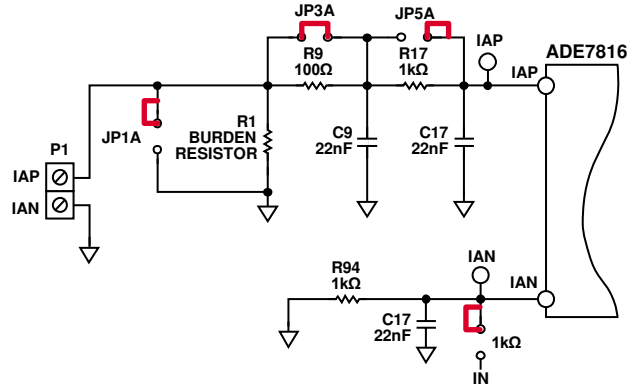 JP3A
JP5A
R9
100Ω
R17
1kΩ
IAP
ADE7816
IAP
JP1A
R1
BURDEN
RESISTOR
C9
22nF
C17
22nF
P1
IAP
IAN
R94
1kΩ
IAN
IAN
C17
22nF
1kΩ
IN